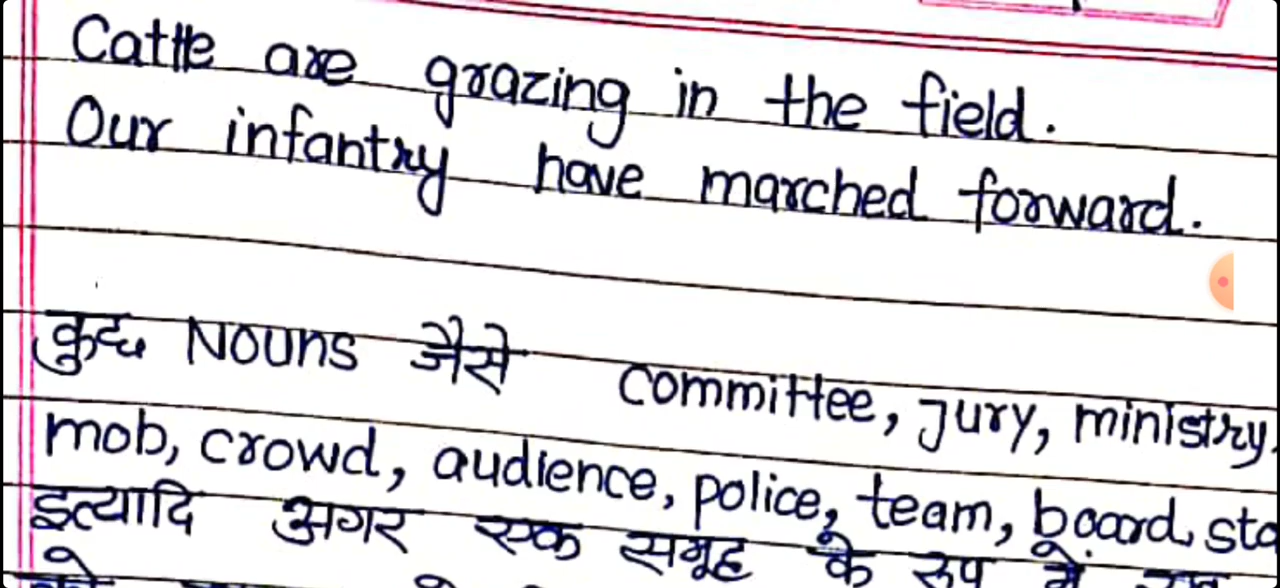 Cattle are grazing in the field.
Our infantry have marched forward.
कुछ Nouns जैसे committee, jury, ministry,
mob, crowd, audience, police, team, board,
इत्यादि अगर एक समूह के रूप में